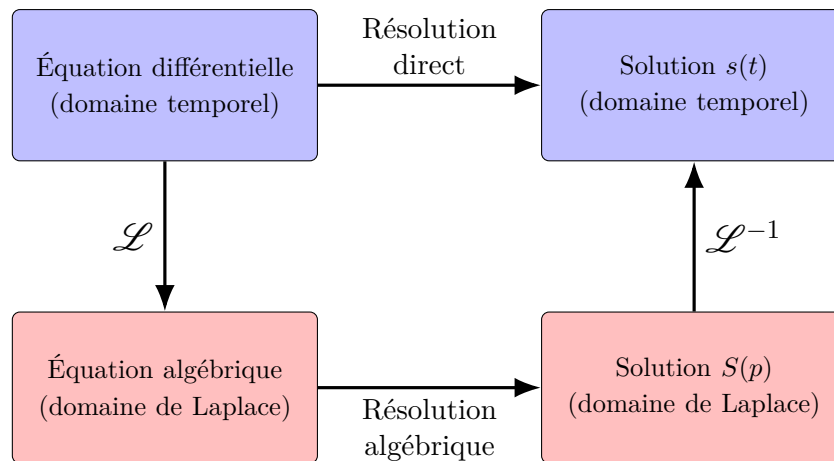 Équation différentielle
(domaine temporel)
Résolution
direct
Solution s(t)
(domaine temporel)
ℒ
ℒ⁻¹
Équation algébrique
(domaine de Laplace)
Résolution
algébrique
Solution S(p)
(domaine de Laplace)